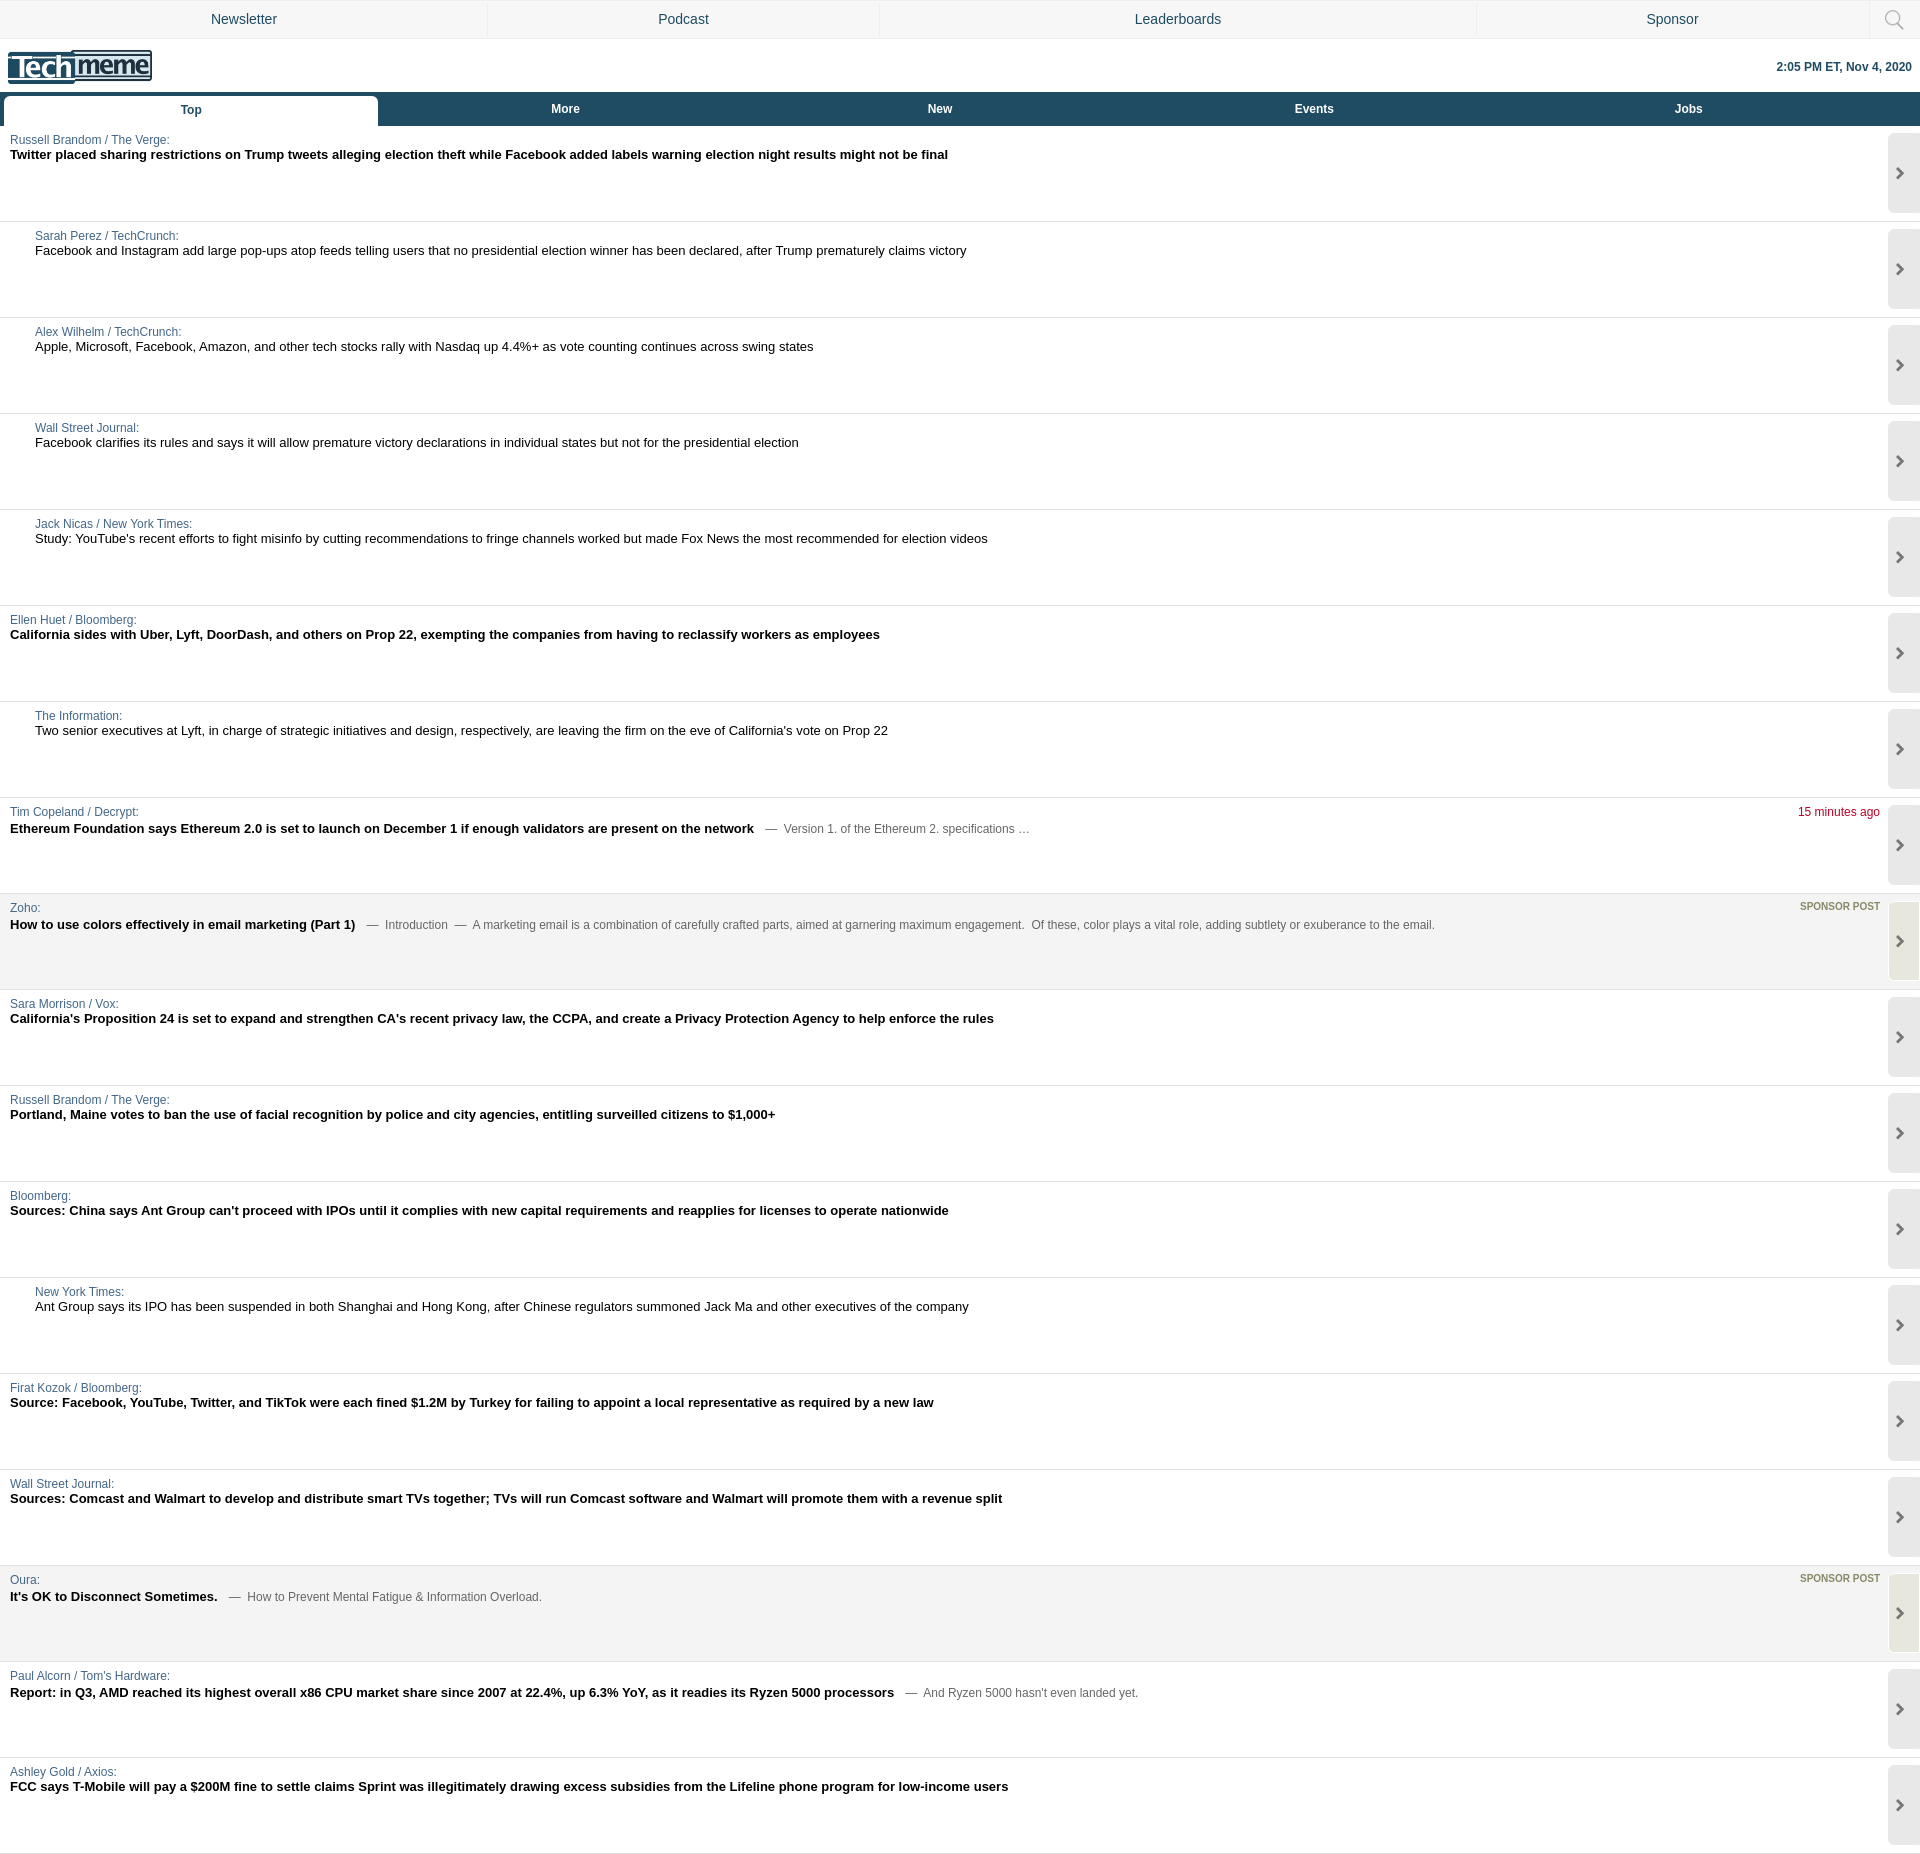 Newsletter
Podcast
Leaderboards
Sponsor
Techmeme
2:05 PM ET, Nov 4, 2020
Top
More
New
Events
Jobs
Russell Brandom / The Verge:
Twitter placed sharing restrictions on Trump tweets alleging election theft while Facebook added labels warning election night results might not be final
Sarah Perez / TechCrunch:
Facebook and Instagram add large pop-ups atop feeds telling users that no presidential election winner has been declared, after Trump prematurely claims victory
Alex Wilhelm / TechCrunch:
Apple, Microsoft, Facebook, Amazon, and other tech stocks rally with Nasdaq up 4.4%+ as vote counting continues across swing states
Wall Street Journal:
Facebook clarifies its rules and says it will allow premature victory declarations in individual states but not for the presidential election
Jack Nicas / New York Times:
Study: YouTube's recent efforts to fight misinfo by cutting recommendations to fringe channels worked but made Fox News the most recommended for election videos
Ellen Huet / Bloomberg:
California sides with Uber, Lyft, DoorDash, and others on Prop 22, exempting the companies from having to reclassify workers as employees
The Information:
Two senior executives at Lyft, in charge of strategic initiatives and design, respectively, are leaving the firm on the eve of California's vote on Prop 22
Tim Copeland / Decrypt:
15 minutes ago
Ethereum Foundation says Ethereum 2.0 is set to launch on December 1 if enough validators are present on the network — Version 1. of the Ethereum 2. specifications …
Zoho:
SPONSOR POST
How to use colors effectively in email marketing (Part 1) — Introduction — A marketing email is a combination of carefully crafted parts, aimed at garnering maximum engagement. Of these, color plays a vital role, adding subtlety or exuberance to the email.
Sara Morrison / Vox:
California's Proposition 24 is set to expand and strengthen CA's recent privacy law, the CCPA, and create a Privacy Protection Agency to help enforce the rules
Russell Brandom / The Verge:
Portland, Maine votes to ban the use of facial recognition by police and city agencies, entitling surveilled citizens to $1,000+
Bloomberg:
Sources: China says Ant Group can't proceed with IPOs until it complies with new capital requirements and reapplies for licenses to operate nationwide
New York Times:
Ant Group says its IPO has been suspended in both Shanghai and Hong Kong, after Chinese regulators summoned Jack Ma and other executives of the company
Firat Kozok / Bloomberg:
Source: Facebook, YouTube, Twitter, and TikTok were each fined $1.2M by Turkey for failing to appoint a local representative as required by a new law
Wall Street Journal:
Sources: Comcast and Walmart to develop and distribute smart TVs together; TVs will run Comcast software and Walmart will promote them with a revenue split
Oura:
SPONSOR POST
It's OK to Disconnect Sometimes. — How to Prevent Mental Fatigue & Information Overload.
Paul Alcorn / Tom's Hardware:
Report: in Q3, AMD reached its highest overall x86 CPU market share since 2007 at 22.4%, up 6.3% YoY, as it readies its Ryzen 5000 processors — And Ryzen 5000 hasn't even landed yet.
Ashley Gold / Axios:
FCC says T-Mobile will pay a $200M fine to settle claims Sprint was illegitimately drawing excess subsidies from the Lifeline phone program for low-income users